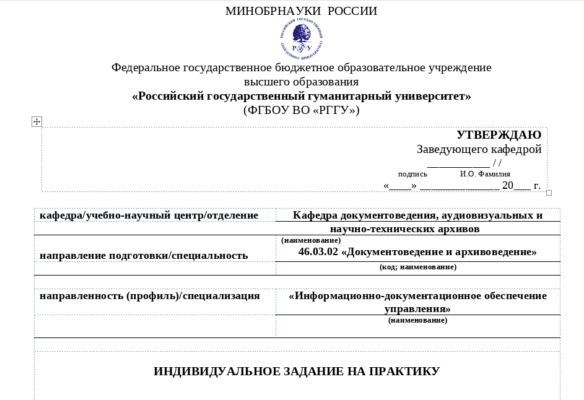 МИНОБРНАУКИ РОССИИ
РГГУ
Федеральное государственное бюджетное образовательное учреждение
высшего образования
«Российский государственный гуманитарный университет»
(ФГБОУ ВО «РГГУ»)
УТВЕРЖДАЮ
Заведующего кафедрой
___________ / /
подпись И.О. Фамилия
«____» ______________ 20___ г.
кафедра/учебно-научный центр/отделение Кафедра документоведения, аудиовизуальных и
научно-технических архивов
(наименование)
направление подготовки/специальность 46.03.02 «Документоведение и архивоведение»
(код; наименование)
направленность (профиль)/специализация «Информационно-документационное обеспечение
управления»
(наименование)
ИНДИВИДУАЛЬНОЕ ЗАДАНИЕ НА ПРАКТИКУ